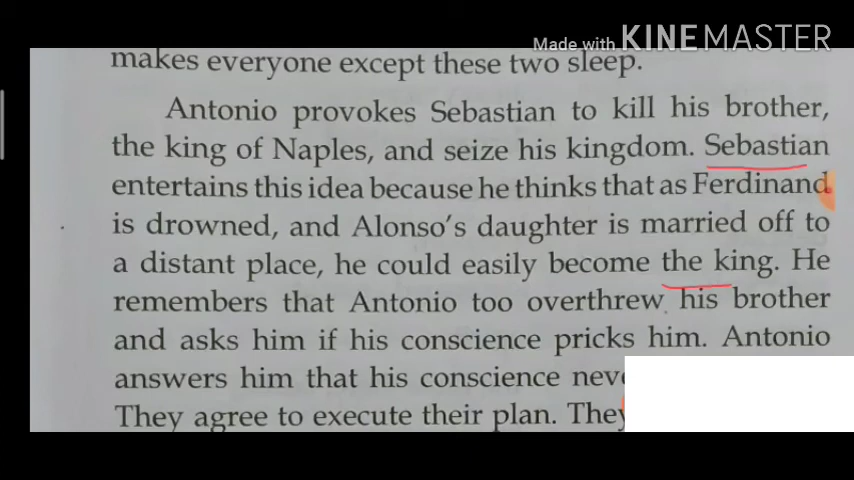 Made with KINEMASTER
makes everyone except these two sleep.
Antonio provokes Sebastian to kill his brother,
the king of Naples, and seize his kingdom. Sebastian
entertains this idea because he thinks that as Ferdinand
is drowned, and Alonso's daughter is married off to
a distant place, he could easily become the king. He
remembers that Antonio too overthrew his brother
and asks him if his conscience pricks him. Antonio
answers him that his conscience
They agree to execute their plan.